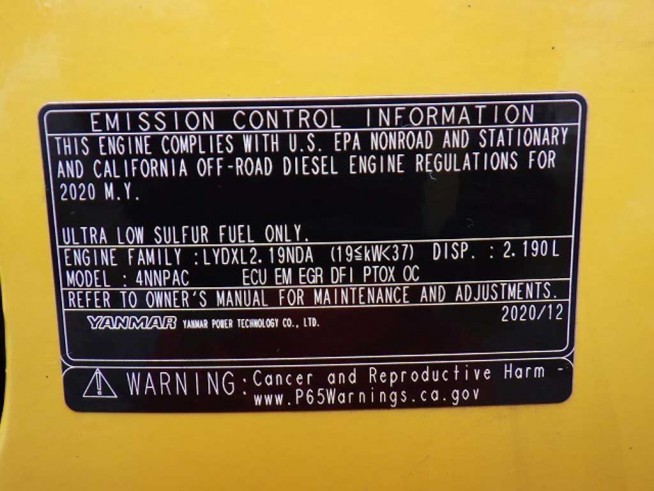 EMISSION CONTROL INFORMATION
THIS ENGINE COMPLIES WITH U.S. EPA NONROAD AND STATIONARY
AND CALIFORNIA OFF-ROAD DIESEL ENGINE REGULATIONS FOR
2020 M.Y.
ULTRA LOW SULFUR FUEL ONLY.
ENGINE FAMILY : LYDXL2.19NDA (19≦kW<37) DISP. : 2.190L
MODEL : 4NNPAC ECU EM EGR DFI PTOX OC
REFER TO OWNER'S MANUAL FOR MAINTENANCE AND ADJUSTMENTS.
YANMAR YANMAR POWER TECHNOLOGY CO., LTD. 2020/12
WARNING: Cancer and Reproductive Harm -
www.P65Warnings.ca.gov